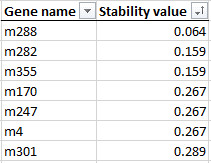 Gene name Stability value
m288 0.064
m282 0.159
m355 0.159
m170 0.267
m247 0.267
m4 0.267
m301 0.289